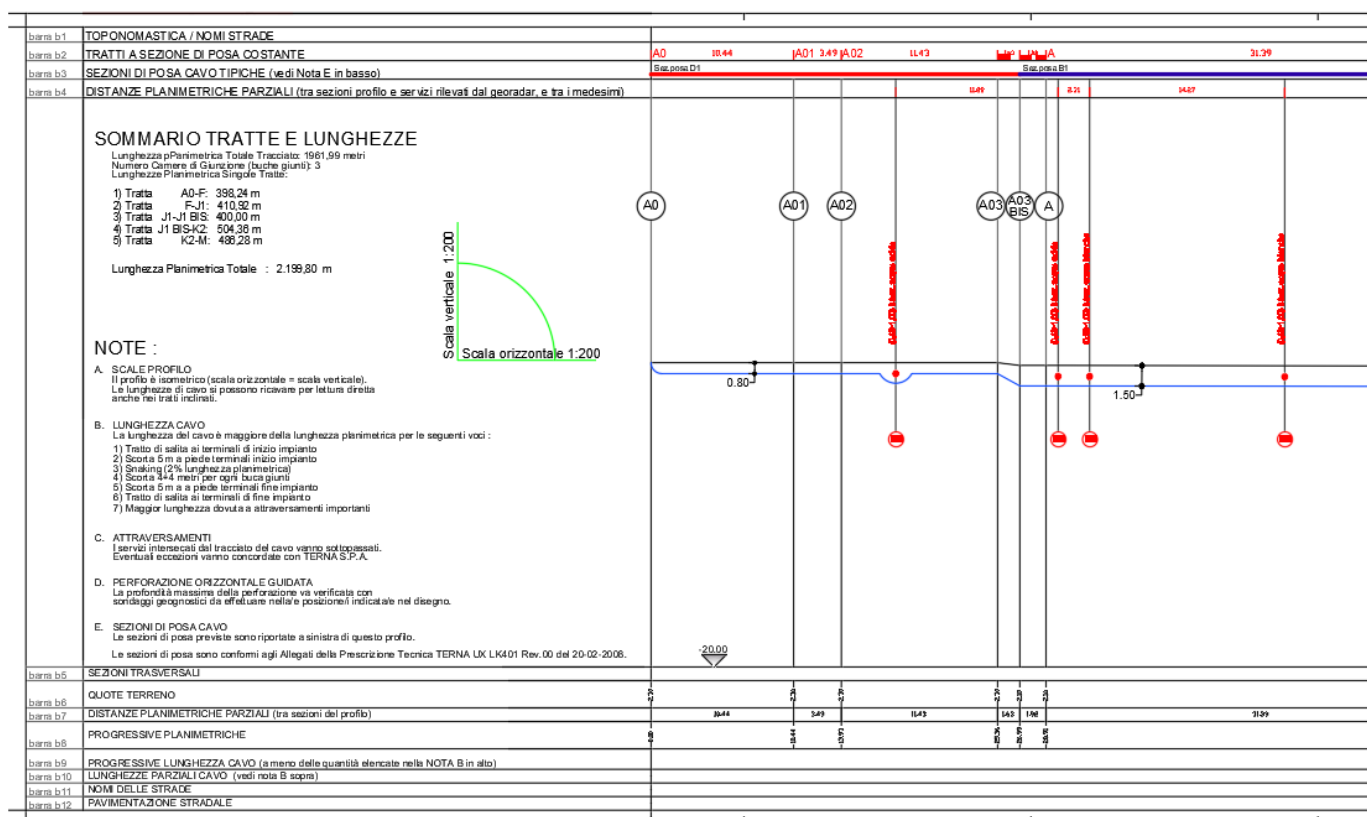 barra b1 TOPONOMASTICA / NOMI STRADE
barra b2 TRATTI A SEZIONE DI POSA COSTANTE A0 10.44 A01 3.49 A02 11.43 A 31.39
barra b3 SEZIONI DI POSA CAVO TIPICHE (vedi Nota E in basso) Sez.posa D1 Sez.posa B1
barra b4 DISTANZE PLANIMETRICHE PARZIALI (tra sezioni profilo e servizi rilevati dal georadar, e tra i medesimi)
SOMMARIO TRATTE E LUNGHEZZE
Lunghezza pPanimetrica Totale Tracciato: 1961,99 metri
Numero Camere di Giunzione (buche giunti): 3
Lunghezze Planimetrica Singole Tratte:
1) Tratta A0-F: 398,24 m
2) Tratta F-J1: 410,92 m
3) Tratta J1-J1 BIS: 400,00 m
4) Tratta J1 BIS-K2: 504,36 m
5) Tratta K2-M: 486,28 m
Lunghezza Planimetrica Totale : 2.199,80 m
A0 A01 A02 A03 A03 BIS A
Scala verticale 1:200
Scala orizzontale 1:200
0.80
1.50
NOTE :
A. SCALE PROFILO
Il profilo è isometrico (scala orizzontale = scala verticale).
Le lunghezze di cavo si possono ricavare per lettura diretta
anche nei tratti inclinati.
B. LUNGHEZZA CAVO
La lunghezza del cavo è maggiore della lunghezza planimetrica per le seguenti voci :
1) Tratto di salita ai terminali di inizio impianto
2) Scorta 5 m a piede terminali inizio impianto
3) Snaking (2% lunghezza planimetrica)
4) Scorta 4+4 metri per ogni buca giunti
5) Scorta 5 m a a piede terminali fine impianto
6) Tratto di salita ai terminali di fine impianto
7) Maggior lunghezza dovuta a attraversamenti importanti
C. ATTRAVERSAMENTI
I servizi intersecati dal tracciato del cavo vanno sottopassati.
Eventuali eccezioni vanno concordate con TERNA S.P.A.
D. PERFORAZIONE ORIZZONTALE GUIDATA
La profondità massima della perforazione va verificata con
sondaggi geognostici da effettuare nella/e posizione/i indicata/e nel disegno.
E. SEZIONI DI POSA CAVO
Le sezioni di posa previste sono riportate a sinistra di questo profilo.
Le sezioni di posa sono conformi agli Allegati della Prescrizione Tecnica TERNA UX LK401 Rev.00 del 20-02-2008.
-20.00
barra b5 SEZIONI TRASVERSALI
barra b6 QUOTE TERRENO
barra b7 DISTANZE PLANIMETRICHE PARZIALI (tra sezioni del profilo) 10.44 3.49 11.43 31.39
barra b8 PROGRESSIVE PLANIMETRICHE
barra b9 PROGRESSIVE LUNGHEZZA CAVO (a meno delle quantità elencate nella NOTA B in alto)
barra b10 LUNGHEZZE PARZIALI CAVO (vedi nota B sopra)
barra b11 NOMI DELLE STRADE
barra b12 PAVIMENTAZIONE STRADALE